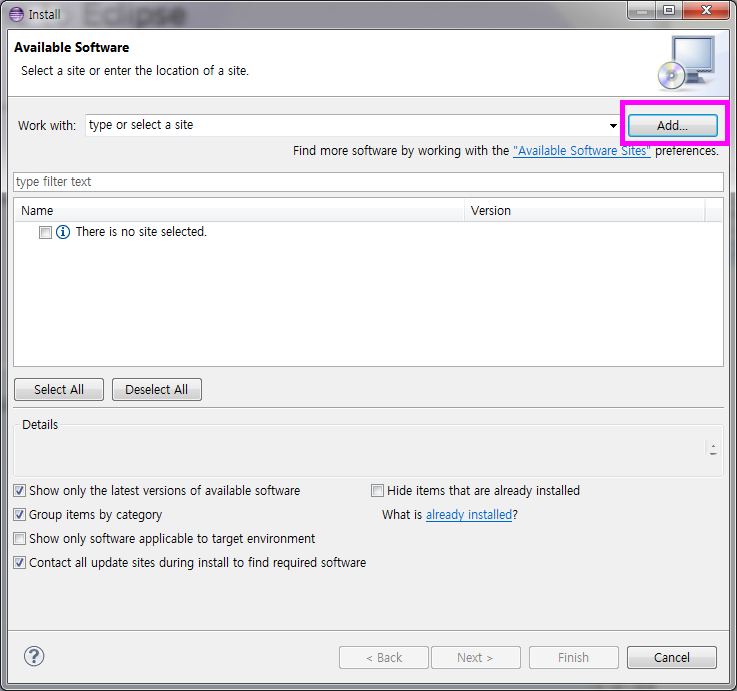 Install
Available Software
Select a site or enter the location of a site.
Work with: type or select a site Add...
Find more software by working with the "Available Software Sites" preferences.
type filter text
Name Version
There is no site selected.
Select All Deselect All
Details
Show only the latest versions of available software Hide items that are already installed
Group items by category What is already installed?
Show only software applicable to target environment
Contact all update sites during install to find required software
? < Back Next > Finish Cancel